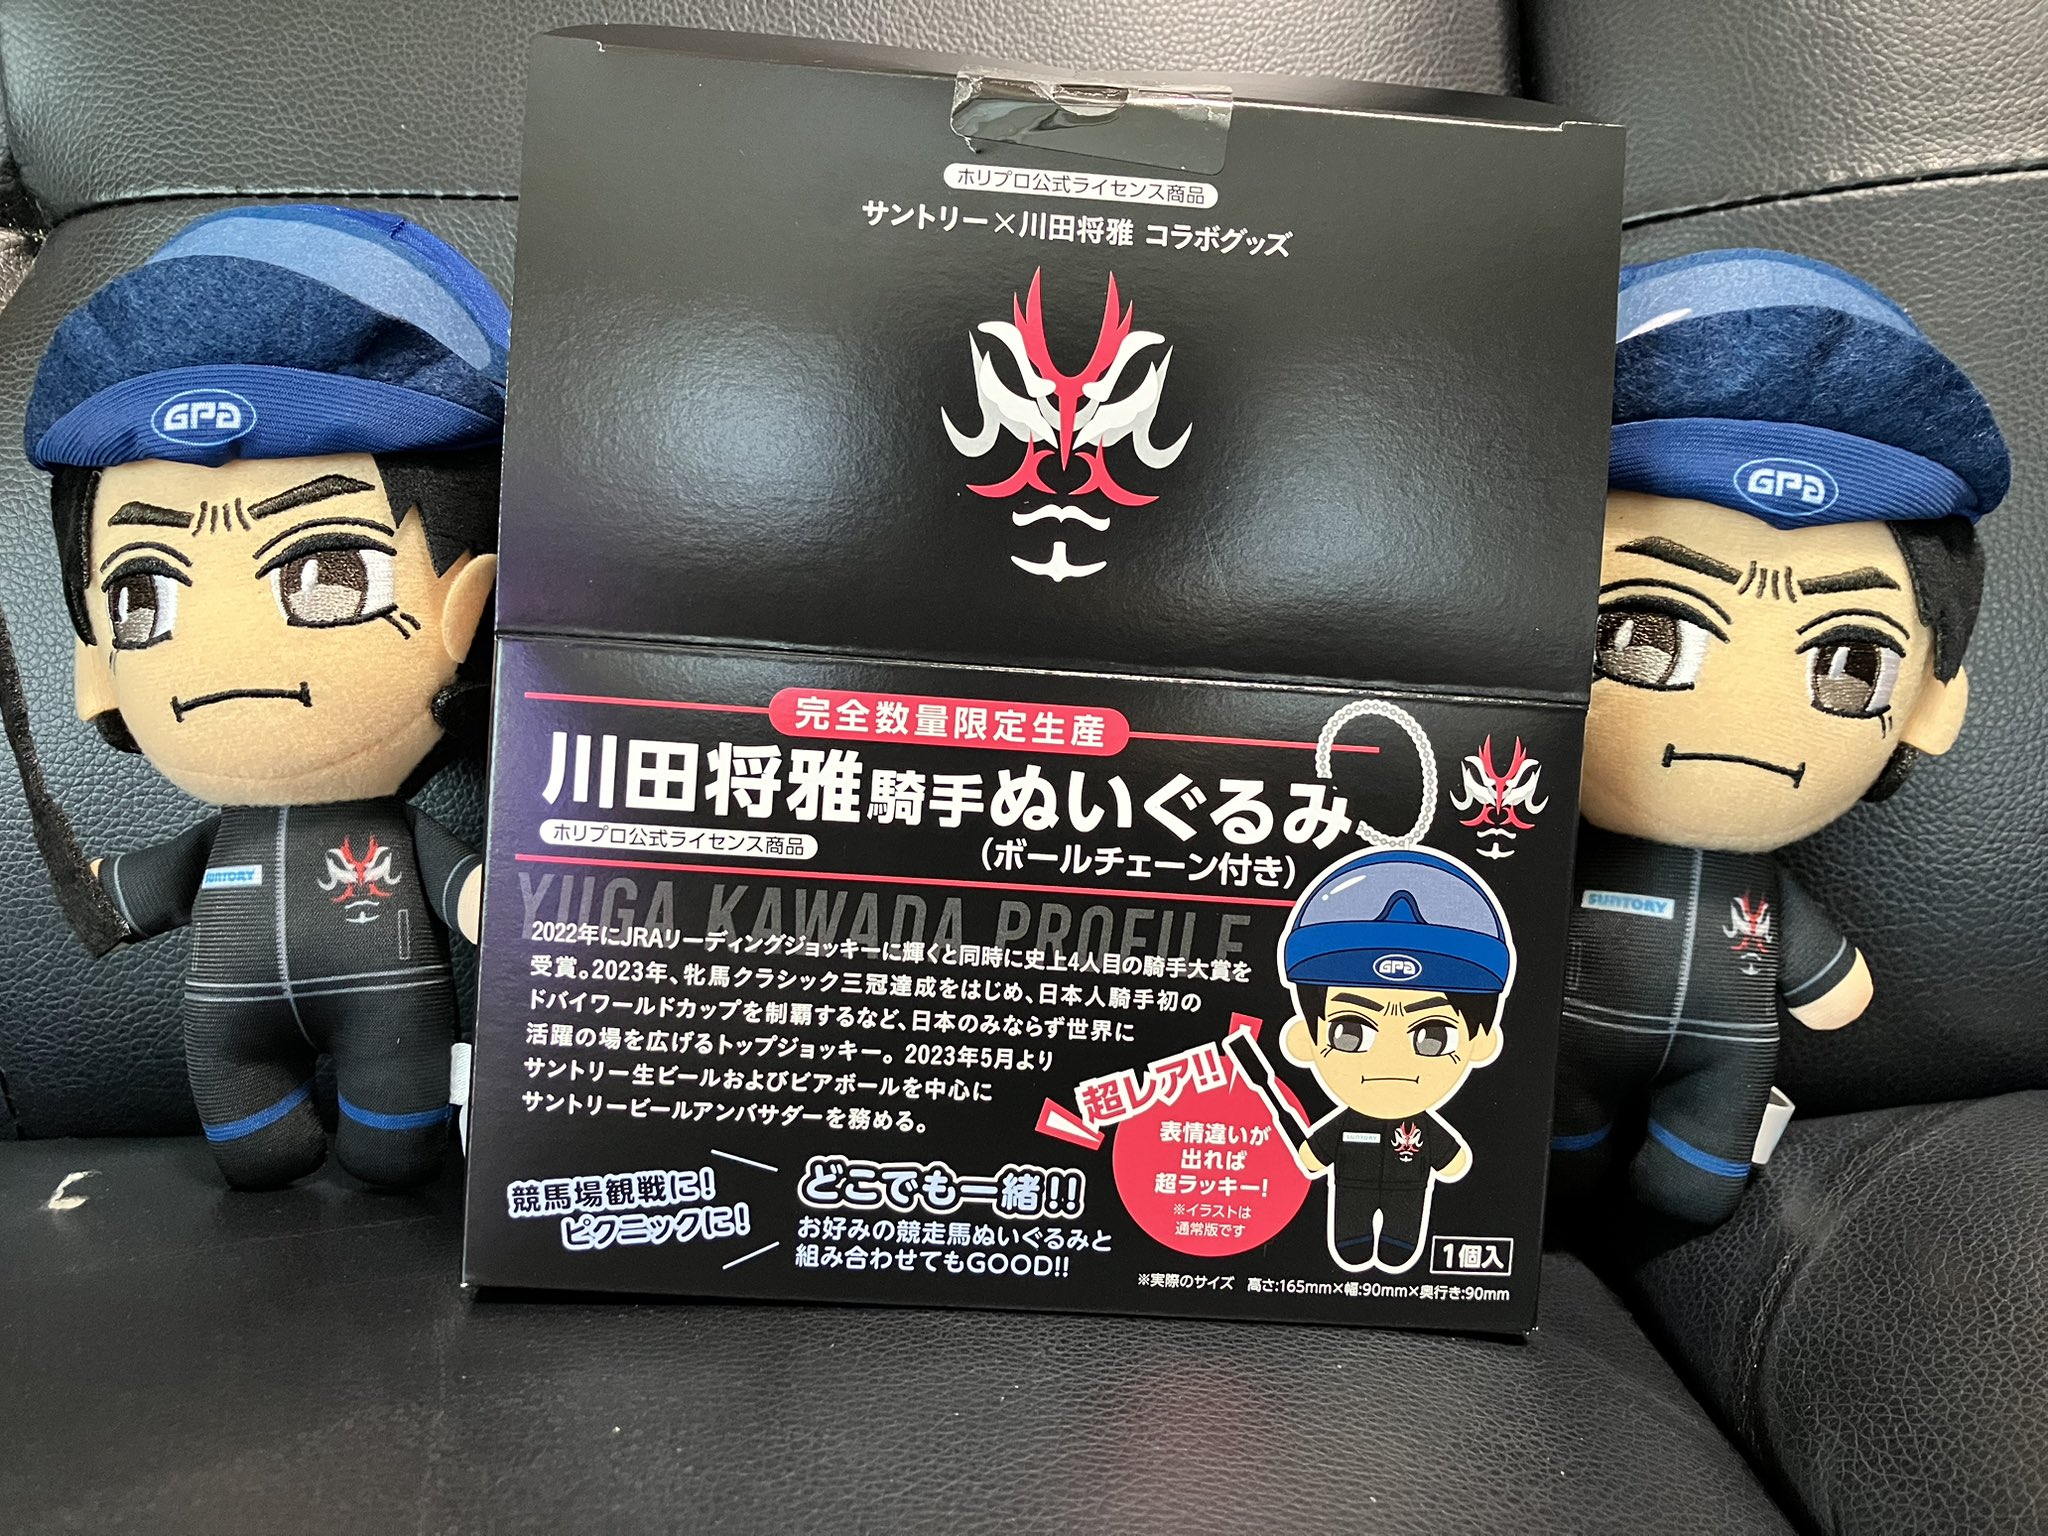 ホリプロ公式ライセンス商品
サントリー×川田将雅 コラボグッズ
完全数量限定生産
川田将雅騎手ぬいぐるみ
ホリプロ公式ライセンス商品
(ボールチェーン付き)
YUGA KAWADA PROFILE
2022年にJRAリーディングジョッキーに輝くと同時に史上4人目の騎手大賞を
受賞。2023年、牝馬クラシック三冠達成をはじめ、日本人騎手初の
ドバイワールドカップを制覇するなど、日本のみならず世界に
活躍の場を広げるトップジョッキー。2023年5月より
サントリー生ビールおよびビアボールを中心に
サントリービールアンバサダーを務める。
競馬場観戦に!
ピクニックに!
どこでも一緒!!
お好みの競走馬ぬいぐるみと
組み合わせてもGOOD!!
超レア!!
表情違いが
出れば
超ラッキー!
※イラストは
通常版です
GPA
SUNTORY
1個入
※実際のサイズ 高さ:165mm×幅:90mm×奥行き:90mm
GPA
SUNTORY
GPA
SUNTORY